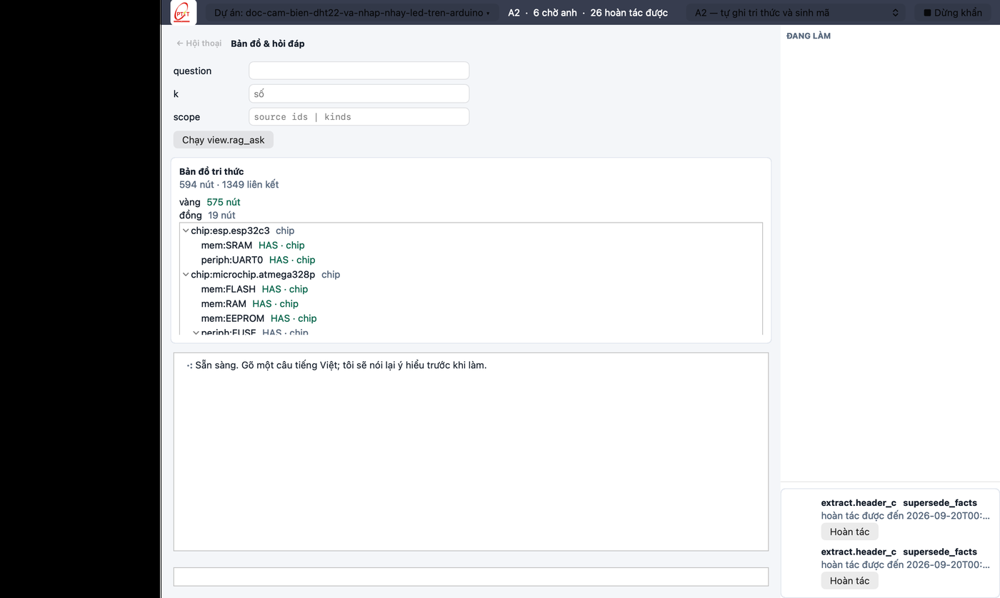 PTIT
Dự án: doc-cam-bien-dht22-va-nhap-nhay-led-tren-arduino ▾
A2 · 6 chờ anh · 26 hoàn tác được
A2 — tự ghi tri thức và sinh mã
Dừng khẩn
← Hội thoại
Bản đồ & hỏi đáp
question
k
số
scope
source ids | kinds
Chạy view.rag_ask
Bản đồ tri thức
594 nút · 1349 liên kết
vàng 575 nút
đồng 19 nút
chip:esp.esp32c3 chip
mem:SRAM HAS · chip
periph:UART0 HAS · chip
chip:microchip.atmega328p chip
mem:FLASH HAS · chip
mem:RAM HAS · chip
mem:EEPROM HAS · chip
periph:FUSE HAS · chip
·: Sẵn sàng. Gõ một câu tiếng Việt; tôi sẽ nói lại ý hiểu trước khi làm.
ĐANG LÀM
extract.header_c supersede_facts
hoàn tác được đến 2026-09-20T00:...
Hoàn tác
extract.header_c supersede_facts
hoàn tác được đến 2026-09-20T00:...
Hoàn tác